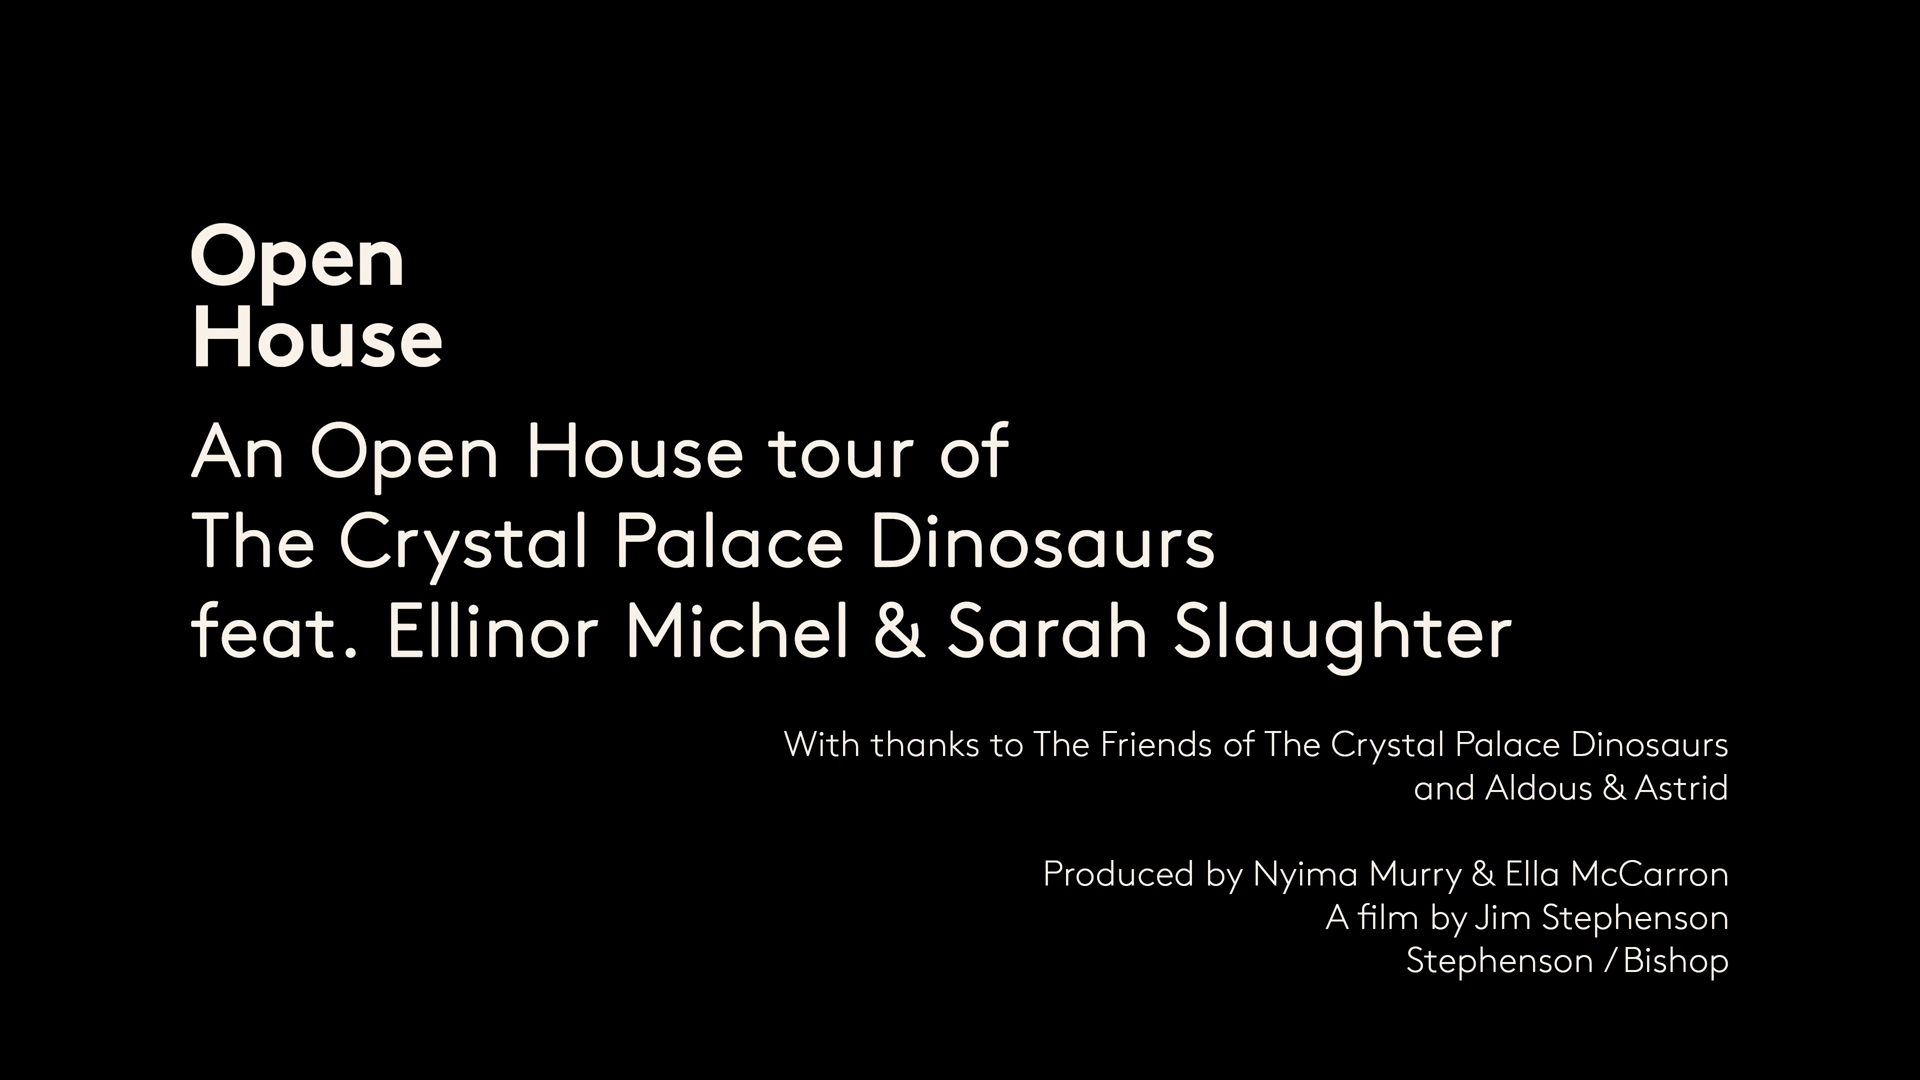 Open
House
An Open House tour of
The Crystal Palace Dinosaurs
feat. Ellinor Michel & Sarah Slaughter
With thanks to The Friends of The Crystal Palace Dinosaurs
and Aldous & Astrid
Produced by Nyima Murry & Ella McCarron
A film by Jim Stephenson
Stephenson / Bishop